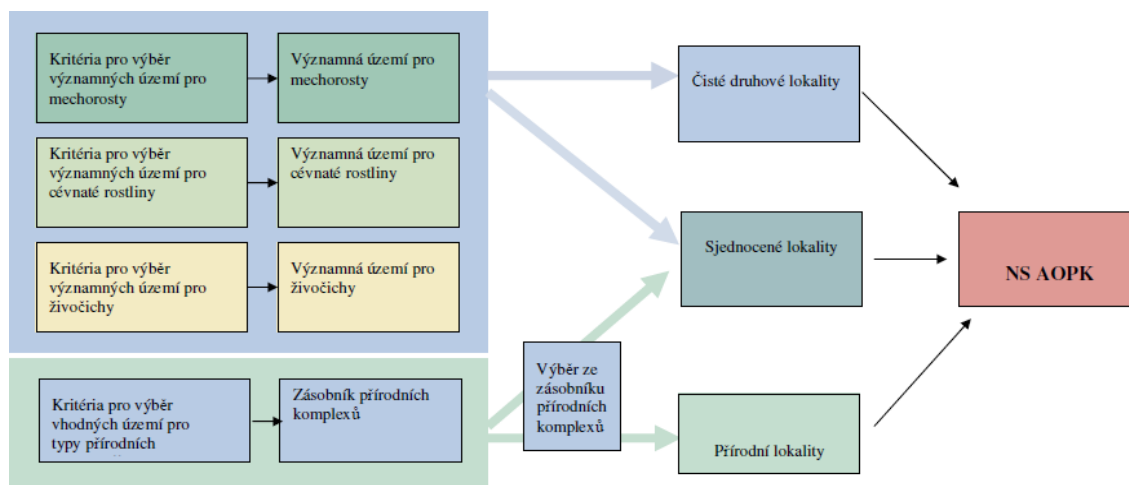 Kritéria pro výběr
významných území pro
mechorosty
Významná území pro
mechorosty
Kritéria pro výběr
významných území pro
cévnaté rostliny
Významná území pro
cévnaté rostliny
Kritéria pro výběr
významných území pro
živočichy
Významná území pro
živočichy
Kritéria pro výběr
vhodných území pro
typy přírodních
Zásobník přírodních
komplexů
Výběr ze
zásobníku
přírodních
komplexů
Čisté druhové lokality
Sjednocené lokality
Přírodní lokality
NS AOPK